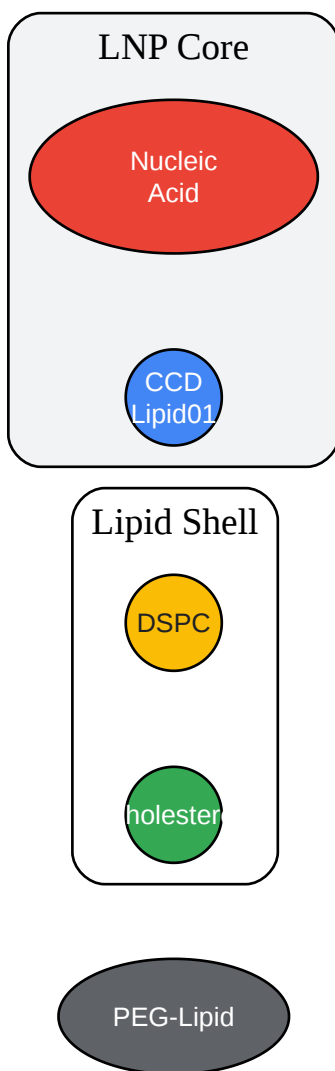 LNP Core
Nucleic
Acid
CCD
Lipid01
Lipid Shell
DSPC
holester
PEG-Lipid